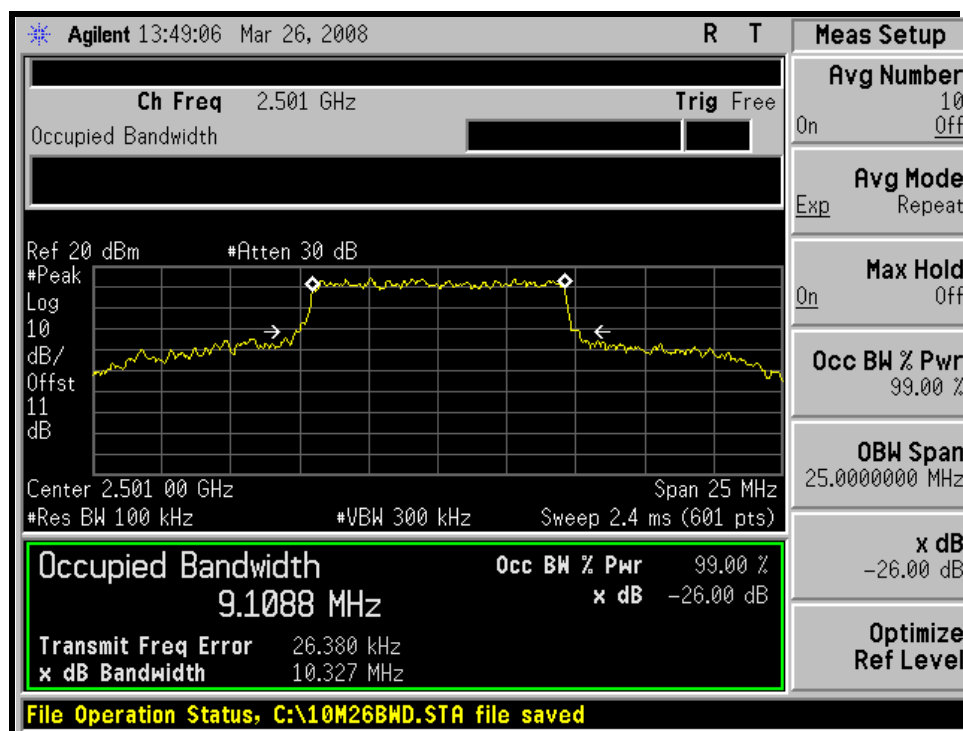 Agilent 13:49:06 Mar 26, 2008 R T
Ch Freq 2.501 GHz Trig Free
Occupied Bandwidth
Ref 20 dBm #Atten 30 dB
#Peak
Log
10
dB/
Offst
11
dB
Center 2.501 00 GHz Span 25 MHz
#Res BW 100 kHz #VBW 300 kHz Sweep 2.4 ms (601 pts)
Occupied Bandwidth Occ BW % Pwr 99.00 %
9.1088 MHz x dB -26.00 dB
Transmit Freq Error 26.380 kHz
x dB Bandwidth 10.327 MHz
File Operation Status, C:\10M26BWD.STA file saved
Meas Setup
Avg Number
10
On Off
Avg Mode
Exp Repeat
Max Hold
On Off
Occ BW % Pwr
99.00 %
OBW Span
25.0000000 MHz
x dB
-26.00 dB
Optimize
Ref Level